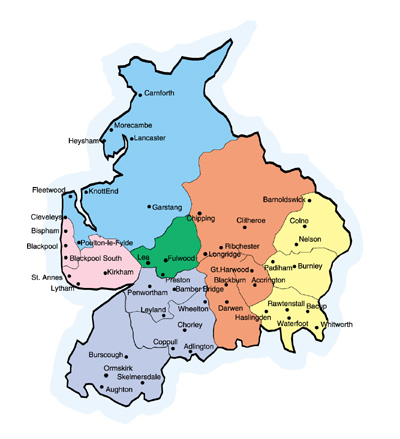 Carnforth
Morecambe
Heysham
Lancaster
Fleetwood
KnottEnd
Barnoldswick
Garstang
Cleveleys
Chipping
Colne
Bispham
Clitheroe
Poulton-le-Fylde
Nelson
Blackpool
Ribchester
Blackpool South
Lea
Fulwood
Longridge
St. Annes
Kirkham
Gt.Harwood
Padiham
Burnley
Lytham
Preston
Blackburn
Accrington
Penworham
Bamber Bridge
Leyland
Wheelton
Darwen
Rawtenstall
Bacup
Haslingden
Waterfoot
Whitworth
Chorley
Coppull
Adlington
Burscough
Ormskirk
Skelmersdale
Aughton